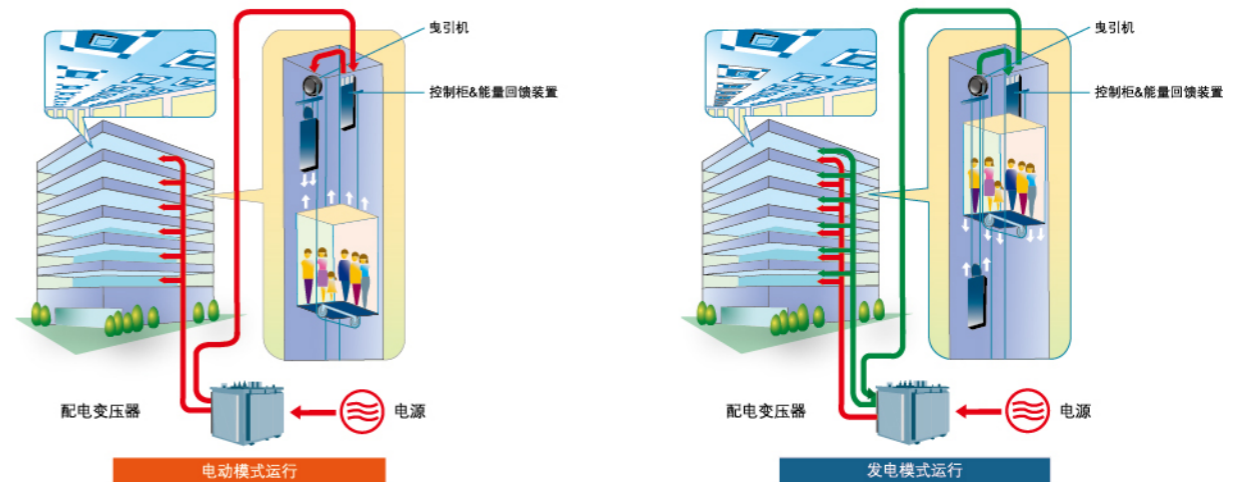 曳引机
控制柜&能量回馈装置
配电变压器
电源
电动模式运行
曳引机
控制柜&能量回馈装置
配电变压器
电源
发电模式运行